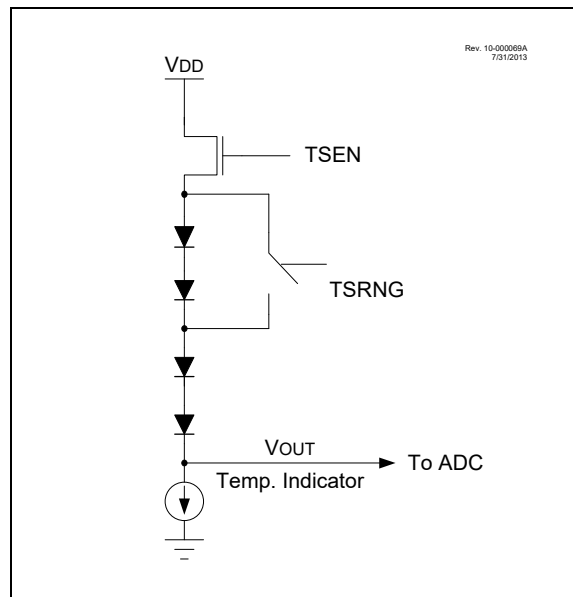 Rev. 10-000069A
7/31/2013
VDD
TSEN
TSRNG
VOUT
To ADC
Temp. Indicator